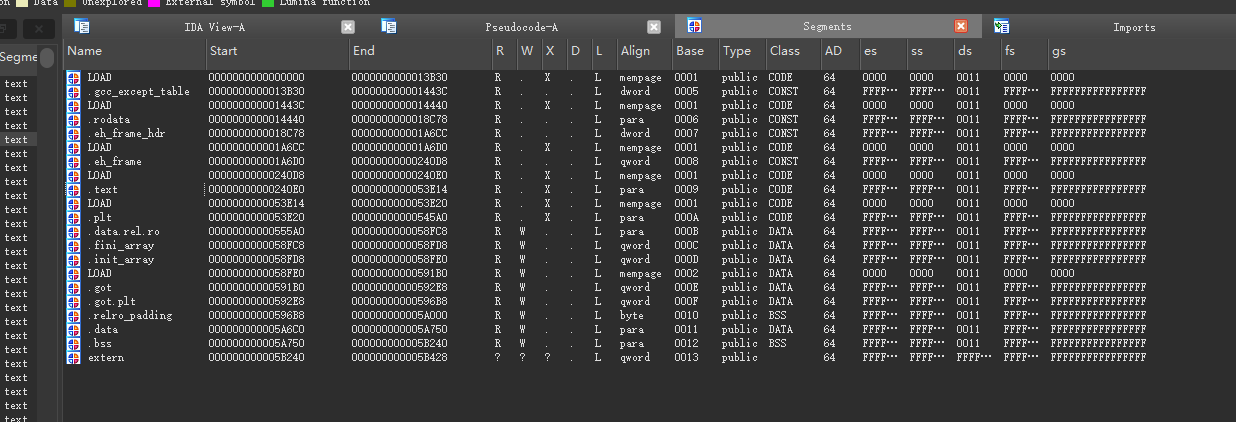 on Data Unexplored External symbol Lumina function
IDA View-A Pseudocode-A Segments Imports
Segme
Name Start End R W X D L Align Base Type Class AD es ss ds fs gs
text LOAD 0000000000000000 0000000000013B30 R . X . L mempage 0001 public CODE 64 0000 0000 0011 0000 0000
text .gcc_except_table 0000000000013B30 000000000001443C R . . . L dword 0005 public CONST 64 FFFF… FFFF… 0011 FFFF… FFFFFFFFFFFFFFFF
text LOAD 000000000001443C 0000000000014440 R . X . L mempage 0001 public CODE 64 0000 0000 0011 0000 0000
text .rodata 0000000000014440 0000000000018C78 R . . . L para 0006 public CONST 64 FFFF… FFFF… 0011 FFFF… FFFFFFFFFFFFFFFF
text .eh_frame_hdr 0000000000018C78 000000000001A6CC R . . . L dword 0007 public CONST 64 FFFF… FFFF… 0011 FFFF… FFFFFFFFFFFFFFFF
text LOAD 000000000001A6CC 000000000001A6D0 R . X . L mempage 0001 public CODE 64 0000 0000 0011 0000 0000
text .eh_frame 000000000001A6D0 00000000000240D8 R . . . L qword 0008 public CONST 64 FFFF… FFFF… 0011 FFFF… FFFFFFFFFFFFFFFF
text LOAD 00000000000240D8 00000000000240E0 R . X . L mempage 0001 public CODE 64 0000 0000 0011 0000 0000
text .text 00000000000240E0 0000000000053E14 R . X . L para 0009 public CODE 64 FFFF… FFFF… 0011 FFFF… FFFFFFFFFFFFFFFF
text LOAD 0000000000053E14 0000000000053E20 R . X . L mempage 0001 public CODE 64 0000 0000 0011 0000 0000
text .plt 0000000000053E20 00000000000545A0 R . X . L para 000A public CODE 64 FFFF… FFFF… 0011 FFFF… FFFFFFFFFFFFFFFF
text .data.rel.ro 00000000000555A0 0000000000058FC8 R W . . L para 000B public DATA 64 FFFF… FFFF… 0011 FFFF… FFFFFFFFFFFFFFFF
text .fini_array 0000000000058FC8 0000000000058FD8 R W . . L qword 000C public DATA 64 FFFF… FFFF… 0011 FFFF… FFFFFFFFFFFFFFFF
text .init_array 0000000000058FD8 0000000000058FE0 R W . . L qword 000D public DATA 64 FFFF… FFFF… 0011 FFFF… FFFFFFFFFFFFFFFF
text LOAD 0000000000058FE0 00000000000591B0 R W . . L mempage 0002 public DATA 64 0000 0000 0011 0000 0000
text .got 00000000000591B0 00000000000592E8 R W . . L qword 000E public DATA 64 FFFF… FFFF… 0011 FFFF… FFFFFFFFFFFFFFFF
text .got.plt 00000000000592E8 00000000000596B8 R W . . L qword 000F public DATA 64 FFFF… FFFF… 0011 FFFF… FFFFFFFFFFFFFFFF
text .relro_padding 00000000000596B8 000000000005A000 R W . . L byte 0010 public BSS 64 FFFF… FFFF… 0011 FFFF… FFFFFFFFFFFFFFFF
text .data 000000000005A6C0 000000000005A750 R W . . L para 0011 public DATA 64 FFFF… FFFF… 0011 FFFF… FFFFFFFFFFFFFFFF
text .bss 000000000005A750 000000000005B240 R W . . L para 0012 public BSS 64 FFFF… FFFF… 0011 FFFF… FFFFFFFFFFFFFFFF
text extern 000000000005B240 000000000005B428 ? ? ? . L qword 0013 public 64 FFFF… FFFF… FFFF… FFFF… FFFFFFFFFFFFFFFF
text
text
text
text